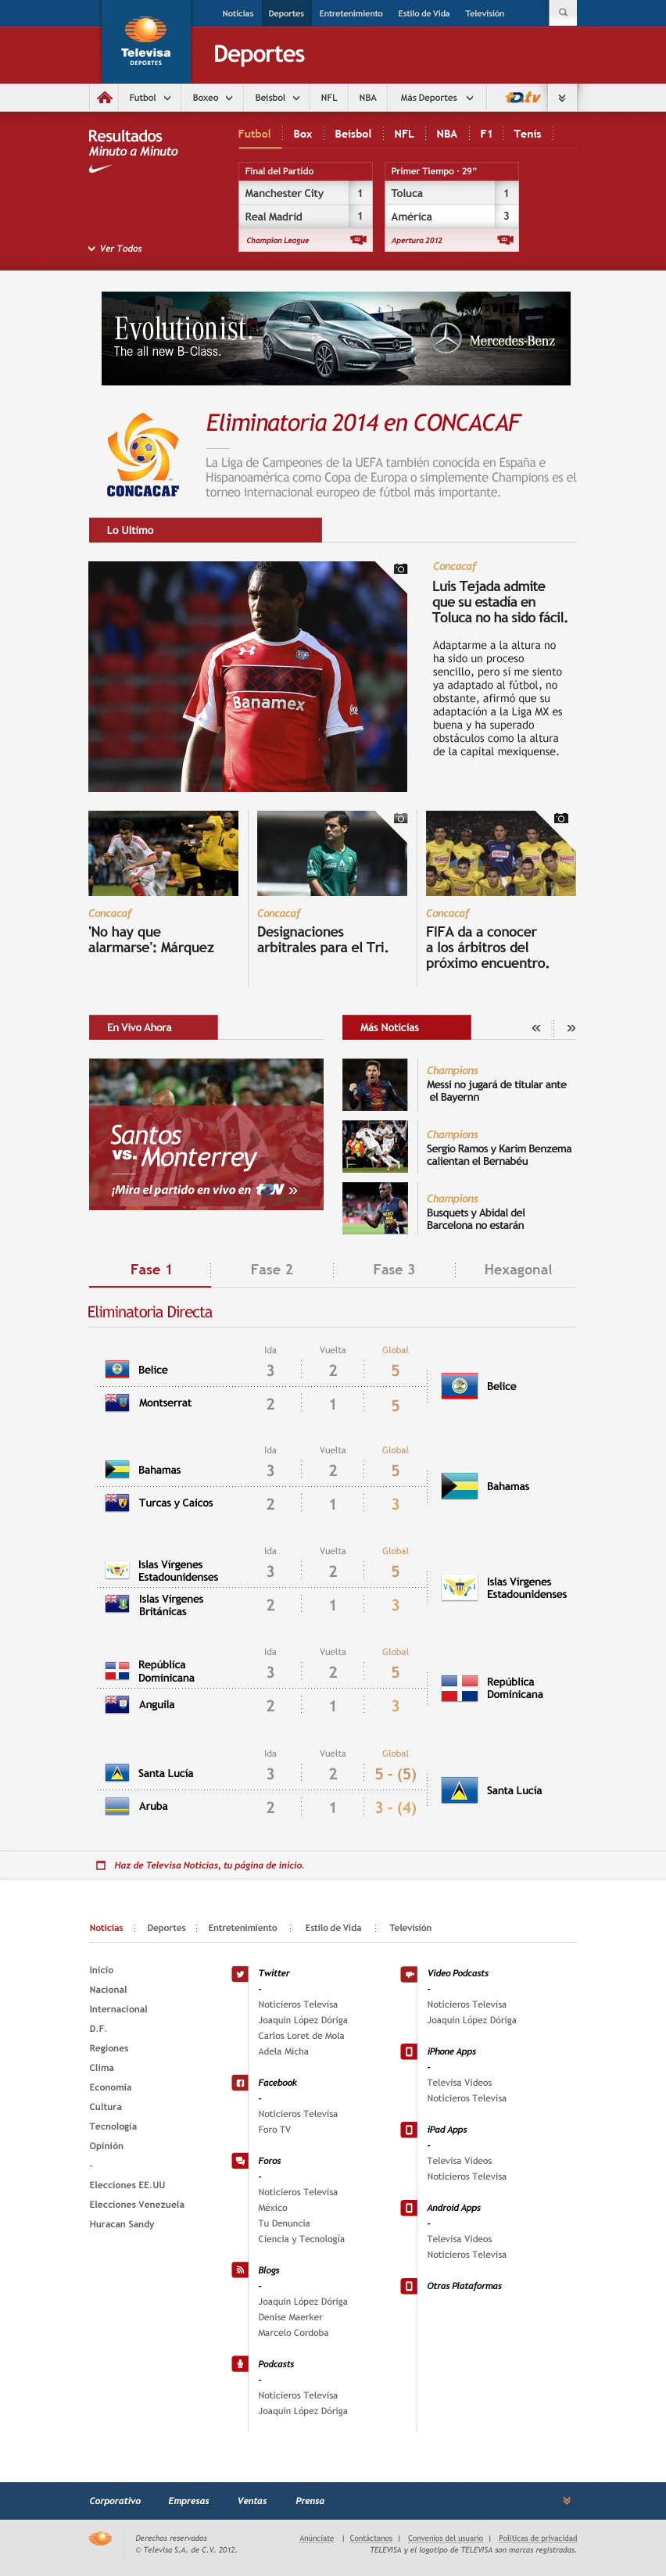 Noticias Deportes Entretenimiento Estilo de Vida Televisión
Televisa
DEPORTES
Deportes
Futbol Boxeo Beisbol NFL NBA Más Deportes TD.tv
Resultados
Minuto a Minuto
Ver Todos
Futbol Box Beisbol NFL NBA F1 Tenis
Final del Partido
Manchester City 1
Real Madrid 1
Champion League
Primer Tiempo · 29"
Toluca 1
América 3
Apertura 2012
Evolutionist.
The all new B-Class.
Mercedes-Benz
CONCACAF
Eliminatoria 2014 en CONCACAF
La Liga de Campeones de la UEFA también conocida en España e
Hispanoamérica como Copa de Europa o simplemente Champions es el
torneo internacional europeo de fútbol más importante.
Lo Ultimo
Banamex
Concacaf
Luis Tejada admite
que su estadía en
Toluca no ha sido fácil.
Adaptarme a la altura no
ha sido un proceso
sencillo, pero sí me siento
ya adaptado al fútbol, no
obstante, afirmó que su
adaptación a la Liga MX es
buena y ha superado
obstáculos como la altura
de la capital mexiquense.
Concacaf
'No hay que
alarmarse': Márquez
Concacaf
Designaciones
arbitrales para el Tri.
Concacaf
FIFA da a conocer
a los árbitros del
próximo encuentro.
En Vivo Ahora
Santos
vs. Monterrey
¡Mira el partido en vivo en TDN »
Más Noticias « »
Champions
Messi no jugará de titular ante
el Bayernn
Champions
Sergio Ramos y Karim Benzema
calientan el Bernabéu
Champions
Busquets y Abidal del
Barcelona no estarán
Fase 1 Fase 2 Fase 3 Hexagonal
Eliminatoria Directa
Ida Vuelta Global
Belice 3 2 5
Montserrat 2 1 5
Belice
Ida Vuelta Global
Bahamas 3 2 5
Turcas y Caicos 2 1 3
Bahamas
Ida Vuelta Global
Islas Vírgenes
Estadounidenses 3 2 5
Islas Vírgenes
Británicas 2 1 3
Islas Vírgenes
Estadounidenses
Ida Vuelta Global
República
Dominicana 3 2 5
Anguila 2 1 3
República
Dominicana
Ida Vuelta Global
Santa Lucía 3 2 5 - (5)
Aruba 2 1 3 - (4)
Santa Lucía
Haz de Televisa Noticias, tu página de inicio.
Noticias Deportes Entretenimiento Estilo de Vida Televisión
Inicio
Nacional
Internacional
D.F.
Regiones
Clima
Economía
Cultura
Tecnología
Opinión
-
Elecciones EE.UU
Elecciones Venezuela
Huracan Sandy
Twitter
-
Noticieros Televisa
Joaquin López Dóriga
Carlos Loret de Mola
Adela Micha
Facebook
-
Noticieros Televisa
Foro TV
Foros
-
Noticieros Televisa
México
Tu Denuncia
Ciencia y Tecnología
Blogs
-
Joaquin López Dóriga
Denise Maerker
Marcelo Cordoba
Podcasts
-
Noticieros Televisa
Joaquin López Dóriga
Video Podcasts
-
Noticieros Televisa
Joaquin López Dóriga
iPhone Apps
-
Televisa Videos
Noticieros Televisa
iPad Apps
-
Televisa Videos
Noticieros Televisa
Android Apps
-
Televisa Videos
Noticieros Televisa
Otras Plataformas
Corporativo Empresas Ventas Prensa
Derechos reservados
© Televisa S.A. de C.V. 2012.
Anúnciate | Contáctanos | Convenios del usuario | Políticas de privacidad
TELEVISA y el logotipo de TELEVISA son marcas registradas.